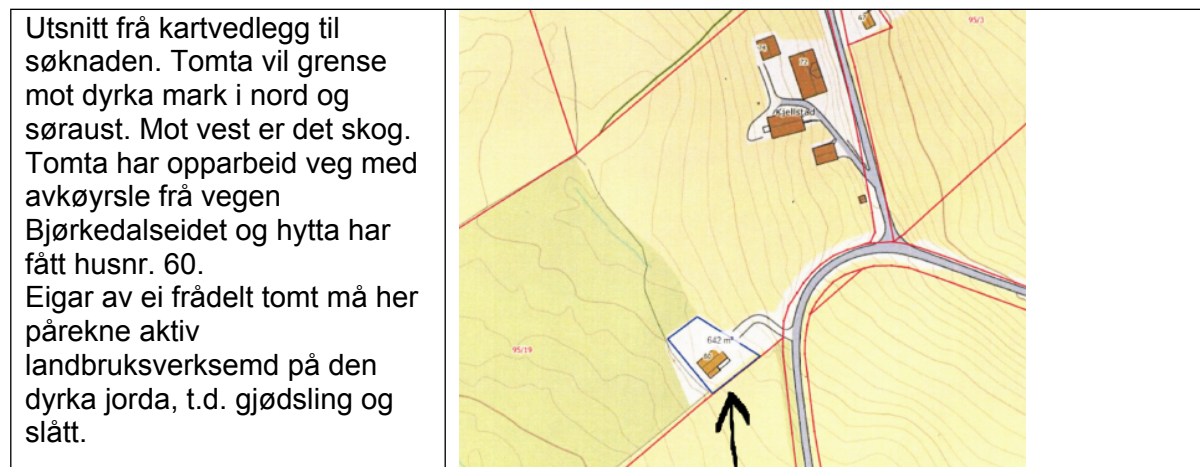 Utsnitt frå kartvedlegg til
søknaden. Tomta vil grense
mot dyrka mark i nord og
søraust. Mot vest er det skog.
Tomta har opparbeid veg med
avkøyrsle frå vegen
Bjørkedalseidet og hytta har
fått husnr. 60.
Eigar av ei frådelt tomt må her
pårekne aktiv
landbruksverksemd på den
dyrka jorda, t.d. gjødsling og
slått.
95/3
72
Kjellstad
642 m²
60
95/19